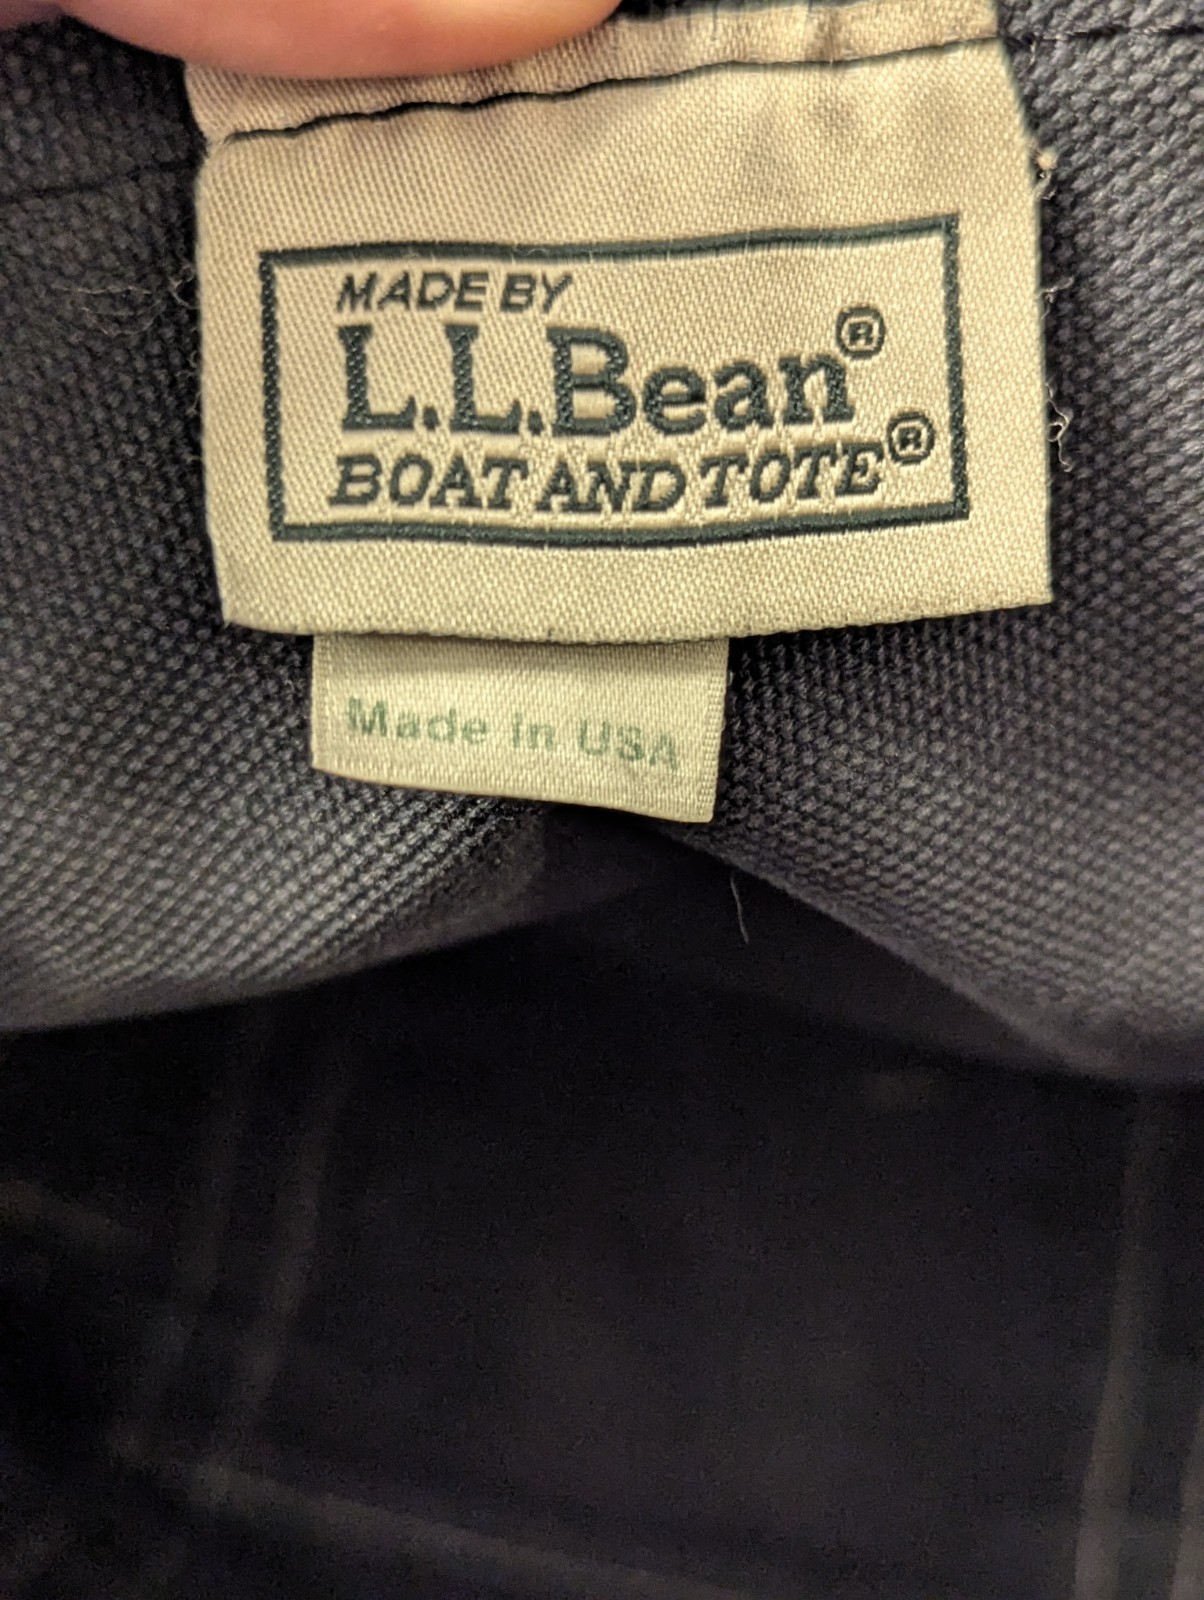 MADE BY
L.L.Bean®
BOAT AND TOTE®
Made in USA